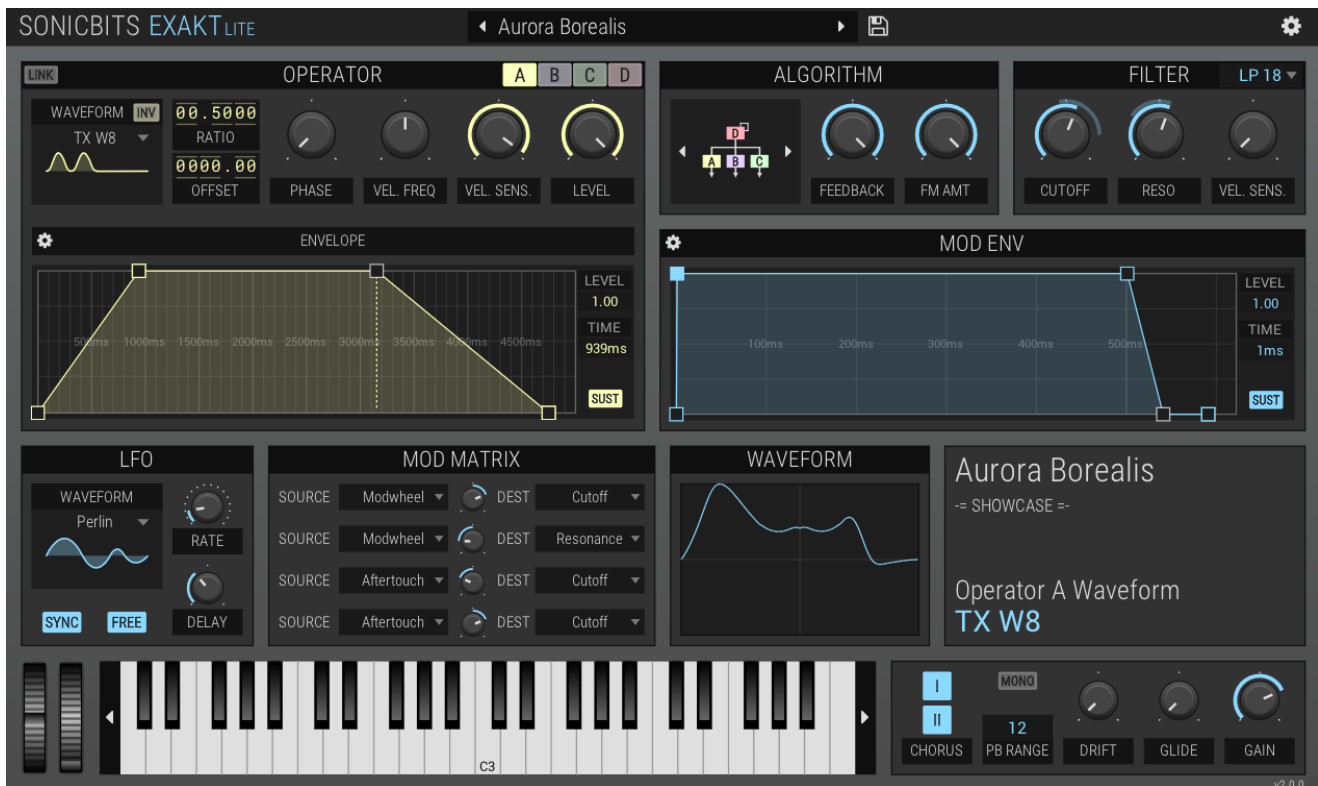 SONICBITS EXAKT LITE
Aurora Borealis
LINK
OPERATOR
A B C D
WAVEFORM INV
TX W8
00.5000
RATIO
0000.00
OFFSET
PHASE
VEL. FREQ
VEL. SENS.
LEVEL
ALGORITHM
D
A B C
FEEDBACK
FM AMT
FILTER
LP 18
CUTOFF
RESO
VEL. SENS.
ENVELOPE
500ms 1000ms 1500ms 2000ms 2500ms 3000ms 3500ms 4000ms 4500ms
LEVEL
1.00
TIME
939ms
SUST
MOD ENV
100ms 200ms 300ms 400ms 500ms
LEVEL
1.00
TIME
1ms
SUST
LFO
WAVEFORM
Perlin
RATE
SYNC FREE
DELAY
MOD MATRIX
SOURCE Modwheel DEST Cutoff
SOURCE Modwheel DEST Resonance
SOURCE Aftertouch DEST Cutoff
SOURCE Aftertouch DEST Cutoff
WAVEFORM
Aurora Borealis
-= SHOWCASE =-
Operator A Waveform
TX W8
C3
I
II
CHORUS
MONO
12
PB RANGE
DRIFT
GLIDE
GAIN
v2.0.0